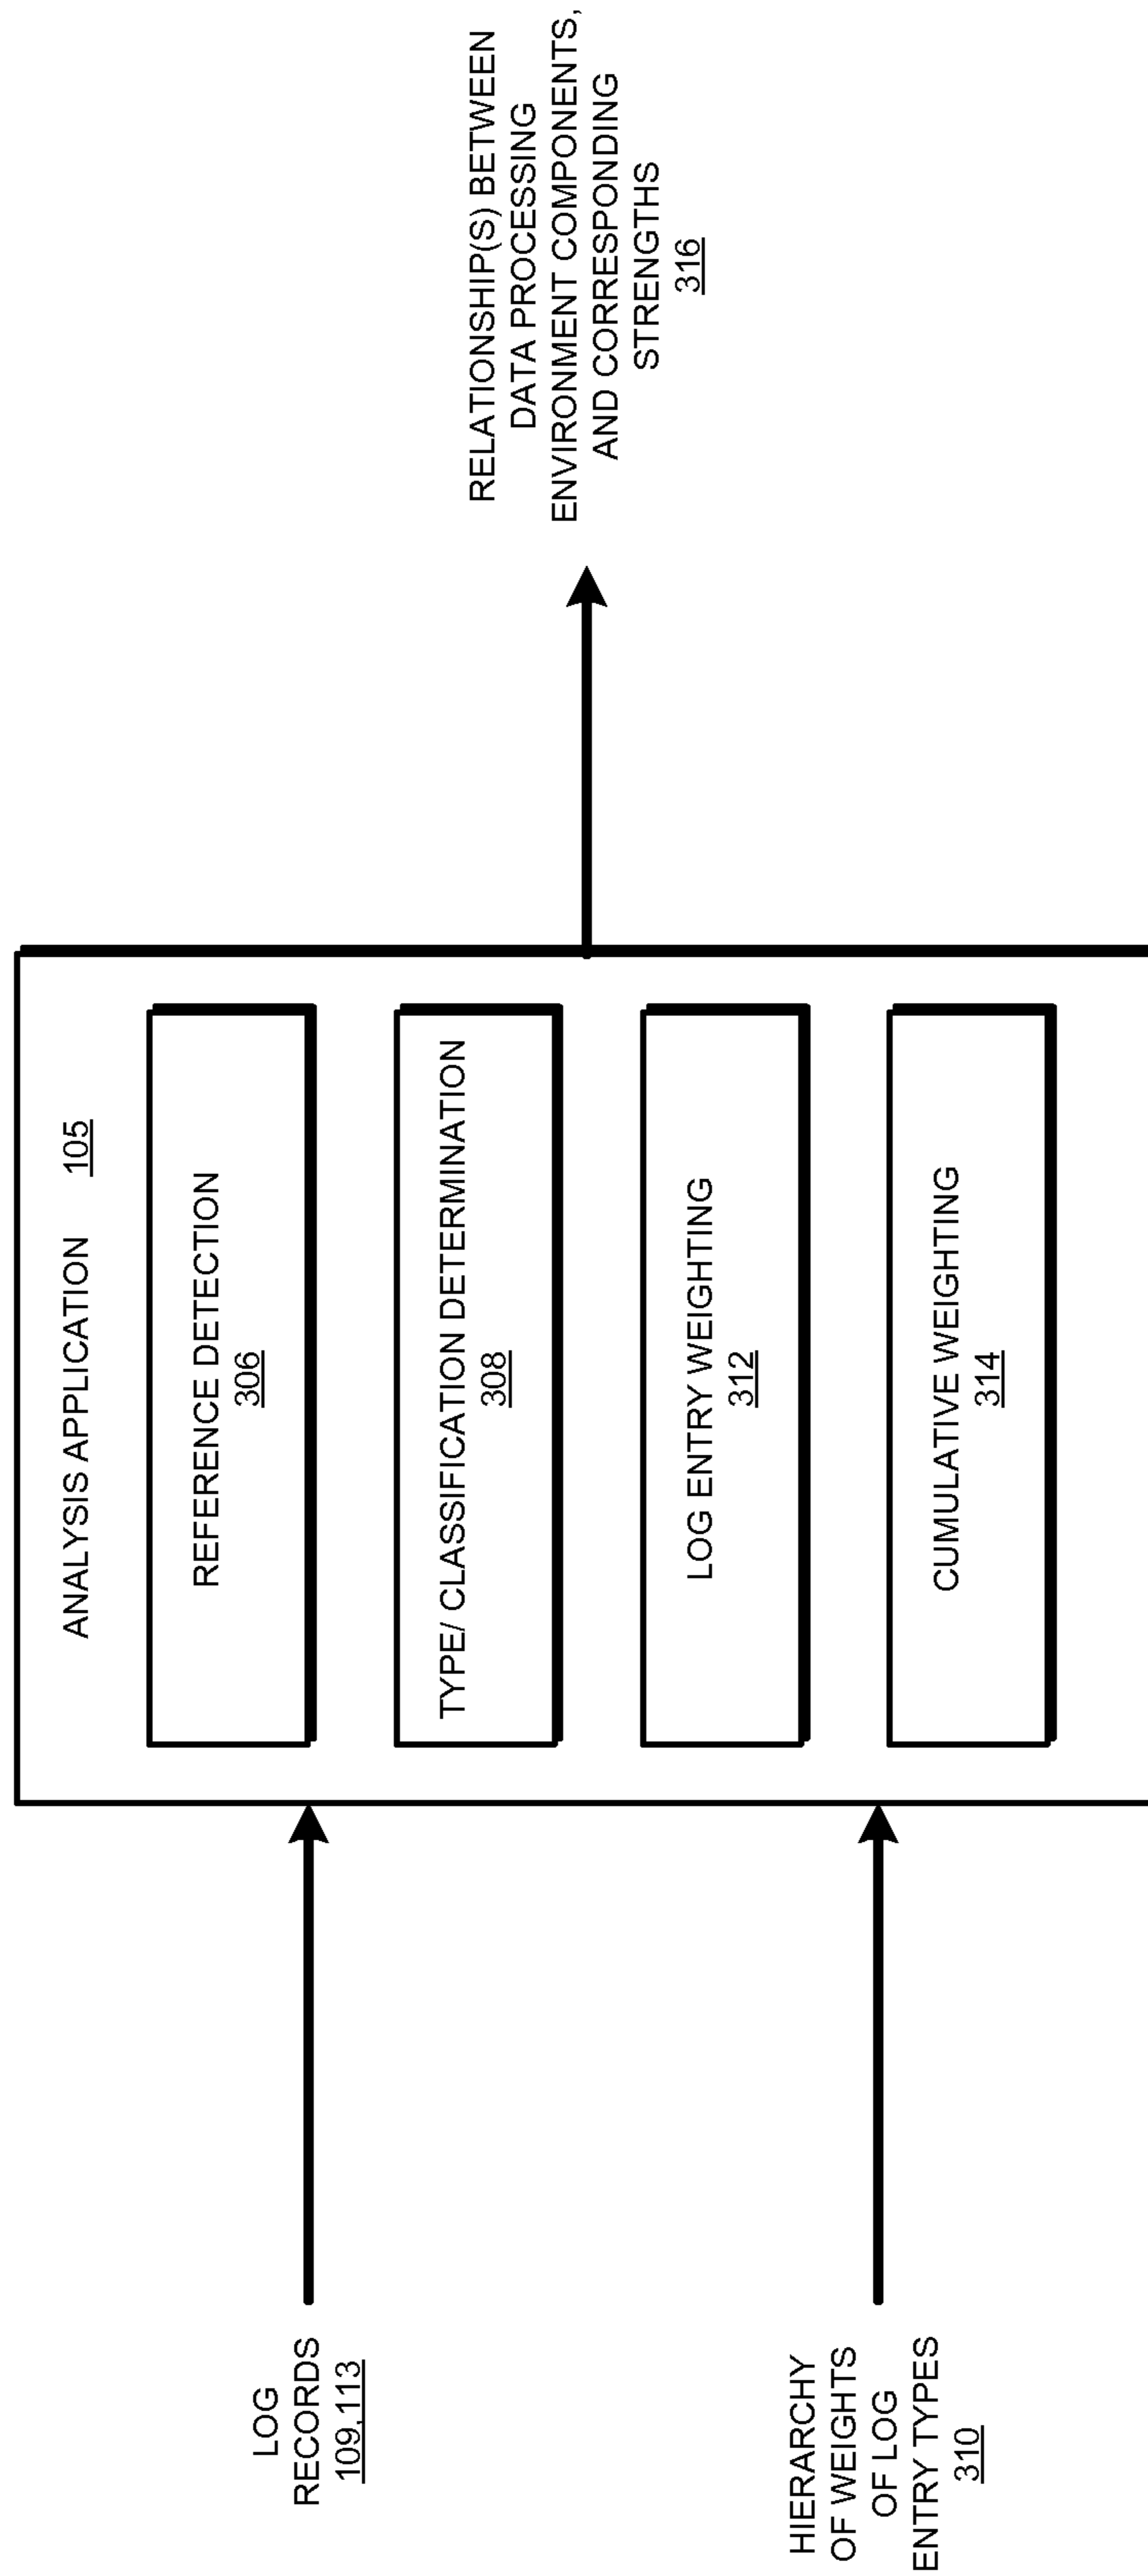 LOG
RECORDS
109,113
HIERARCHY
OF WEIGHTS
OF LOG
ENTRY TYPES
310
ANALYSIS APPLICATION 105
REFERENCE DETECTION
306
TYPE/ CLASSIFICATION DETERMINATION
308
LOG ENTRY WEIGHTING
312
CUMULATIVE WEIGHTING
314
RELATIONSHIP(S) BETWEEN
DATA PROCESSING
ENVIRONMENT COMPONENTS,
AND CORRESPONDING
STRENGTHS
316